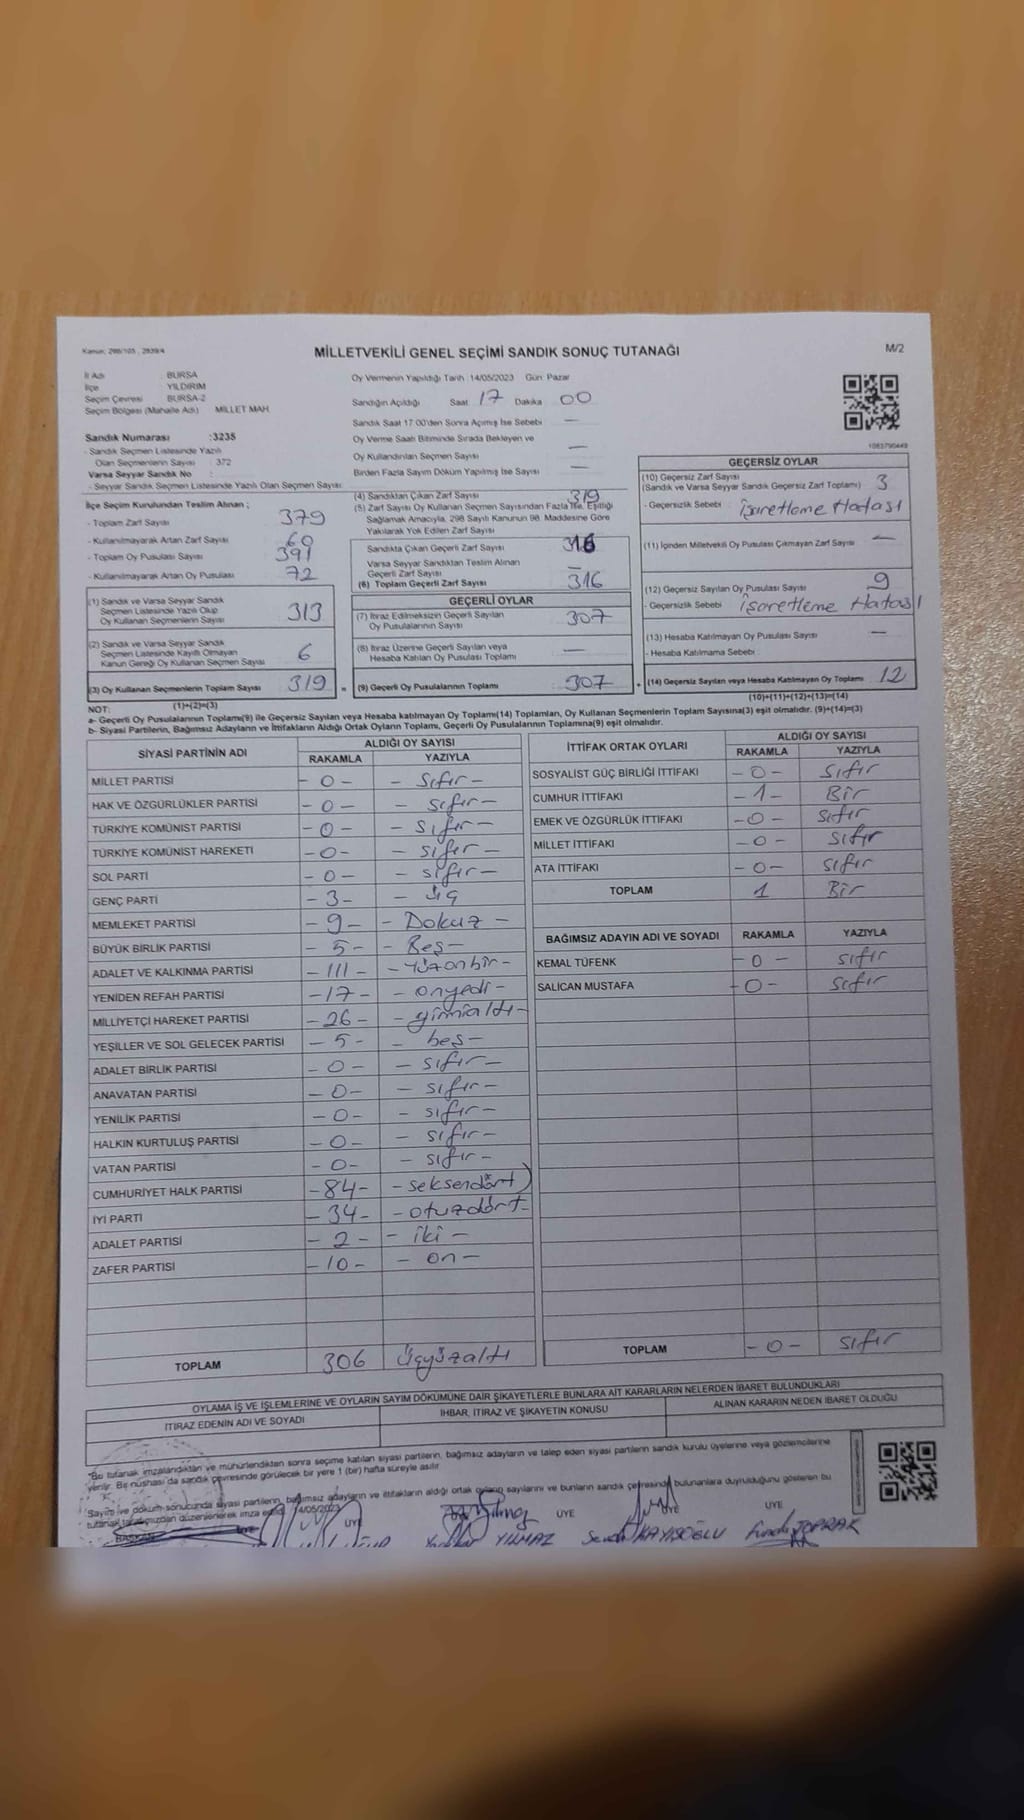 Kanun: 298/103 , 2839/4
MİLLETVEKİLİ GENEL SEÇİMİ SANDIK SONUÇ TUTANAĞI
M/2
İl Adı : BURSA
İlçe : YILDIRIM
Seçim Çevresi : BURSA-2
Seçim Bölgesi (Mahalle Adı) : MILLET MAH.
Oy Vermenin Yapıldığı Tarih :14/05/2023 Gün: Pazar
Sandığın Açıldığı Saat 17 Dakika 00
Sandık Saat 17:00'den Sonra Açılmış İse Sebebi —
Oy Verme Saati Bitiminde Sırada Bekleyen ve
Oy Kullandırılan Seçmen Sayısı —
Birden Fazla Sayım Döküm Yapılmış İse Sayısı —
1083790449
Sandık Numarası :3235
- Sandık Seçmen Listesinde Yazılı
Olan Seçmenlerin Sayısı : 372
Varsa Seyyar Sandık No :
- Seyyar Sandık Seçmen Listesinde Yazılı Olan Seçmen Sayısı:
İlçe Seçim Kurulundan Teslim Alınan ;
- Toplam Zarf Sayısı 379
- Kullanılmayarak Artan Zarf Sayısı 60
- Toplam Oy Pusulası Sayısı 391
- Kullanılmayarak Artan Oy Pusulası 72
(1) Sandık ve Varsa Seyyar Sandık
Seçmen Listesinde Yazılı Olup
Oy Kullanan Seçmenlerin Sayısı 313
(2) Sandık ve Varsa Seyyar Sandık
Seçmen Listesinde Kayıtlı Olmayan
Kanun Gereği Oy Kullanan Seçmen Sayısı 6
(3) Oy Kullanan Seçmenlerin Toplam Sayısı 319 =
(1)+(2)=(3)
(4) Sandıktan Çıkan Zarf Sayısı 319
(5) Zarf Sayısı Oy Kullanan Seçmen Sayısından Fazla İse, Eşitliği
Sağlamak Amacıyla, 298 Sayılı Kanunun 98. Maddesine Göre
Yakılarak Yok Edilen Zarf Sayısı
Sandıkta Çıkan Geçerli Zarf Sayısı 316
Varsa Seyyar Sandıktan Teslim Alınan
Geçerli Zarf Sayısı —
(6) Toplam Geçerli Zarf Sayısı 316
GEÇERLİ OYLAR
(7) İtiraz Edilmeksizin Geçerli Sayılan
Oy Pusulalarının Sayısı 307
(8) İtiraz Üzerine Geçerli Sayılan veya
Hesaba Katılan Oy Pusulası Toplamı —
(9) Geçerli Oy Pusulalarının Toplamı 307 +
GEÇERSİZ OYLAR
(10) Geçersiz Zarf Sayısı
(Sandık ve Varsa Seyyar Sandık Geçersiz Zarf Toplamı) 3
- Geçersizlik Sebebi : İşaretleme Hatası
(11) İçinden Milletvekili Oy Pusulası Çıkmayan Zarf Sayısı —
(12) Geçersiz Sayılan Oy Pusulası Sayısı 9
- Geçersizlik Sebebi : İşaretleme Hatası
(13) Hesaba Katılmayan Oy Pusulası Sayısı —
- Hesaba Katılmama Sebebi :
(14) Geçersiz Sayılan veya Hesaba Katılmayan Oy Toplamı 12
(10)+(11)+(12)+(13)=(14)
NOT:
a- Geçerli Oy Pusulalarının Toplamı(9) ile Geçersiz Sayılan veya Hesaba katılmayan Oy Toplamı(14) Toplamları, Oy Kullanan Seçmenlerin Toplam Sayısına(3) eşit olmalıdır. (9)+(14)=(3)
b- Siyasi Partilerin, Bağımsız Adayların ve İttifakların Aldığı Ortak Oyların Toplamı, Geçerli Oy Pusulalarının Toplamına(9) eşit olmalıdır.
SİYASİ PARTİNİN ADI ALDIĞI OY SAYISI
RAKAMLA YAZIYLA
MİLLET PARTİSİ - 0 - - Sıfır -
HAK VE ÖZGÜRLÜKLER PARTİSİ - 0 - - sıfır -
TÜRKİYE KOMÜNİST PARTİSİ - 0 - - sıfır -
TÜRKİYE KOMÜNİST HAREKETİ - 0 - - sıfır -
SOL PARTİ - 0 - - sıfır -
GENÇ PARTİ - 3 - - üç
MEMLEKET PARTİSİ - 9 - - Dokuz -
BÜYÜK BİRLİK PARTİSİ - 5 - - Beş -
ADALET VE KALKINMA PARTİSİ - 111 - - Yüzonbir -
YENİDEN REFAH PARTİSİ - 17 - - onyedi -
MİLLİYETÇİ HAREKET PARTİSİ - 26 - - yirmialtı -
YEŞİLLER VE SOL GELECEK PARTİSİ - 5 - - beş -
ADALET BİRLİK PARTİSİ - 0 - - sıfır -
ANAVATAN PARTİSİ - 0 - - sıfır -
YENİLİK PARTİSİ - 0 - - sıfır -
HALKIN KURTULUŞ PARTİSİ - 0 - - sıfır -
VATAN PARTİSİ - 0 - - sıfır -
CUMHURİYET HALK PARTİSİ - 84 - - seksendört
İYİ PARTİ - 34 - - otuzdört -
ADALET PARTİSİ - 2 - - iki -
ZAFER PARTİSİ - 10 - - on -
TOPLAM 306 üçyüzaltı
İTTİFAK ORTAK OYLARI ALDIĞI OY SAYISI
RAKAMLA YAZIYLA
SOSYALİST GÜÇ BİRLİĞİ İTTİFAKI - 0 - sıfır
CUMHUR İTTİFAKI - 1 - Bir
EMEK VE ÖZGÜRLÜK İTTİFAKI - 0 - sıfır
MİLLET İTTİFAKI - 0 - sıfır
ATA İTTİFAKI - 0 - sıfır
TOPLAM 1 Bir
BAĞIMSIZ ADAYIN ADI VE SOYADI RAKAMLA YAZIYLA
KEMAL TÜFENK - 0 - sıfır
SALİCAN MUSTAFA - 0 - sıfır
TOPLAM - 0 - sıfır
OYLAMA İŞ VE İŞLEMLERİNE VE OYLARIN SAYIM DÖKÜMÜNE DAİR ŞİKAYETLERLE BUNLARA AİT KARARLARIN NELERDEN İBARET BULUNDUKLARI
İTİRAZ EDENİN ADI VE SOYADI İHBAR, İTİRAZ VE ŞİKAYETİN KONUSU ALINAN KARARIN NEDEN İBARET OLDUĞU
"Bu tutanak imzalandıktan ve mühürlendikten sonra seçime katılan siyasi partilerin, bağımsız adayların ve talep eden siyasi partilerin sandık kurulu üyelerine veya gözlemcilerine
verilir. Bir nüshası da sandık çevresinde görülecek bir yere 1 (bir) hafta süreyle asılır.
Sayım ve döküm sonucunda siyasi partilerin, bağımsız adayların ve ittifakların aldığı ortak oyların sayılarını ve bunların sandık çevresinde bulunanlara duyurulduğunu gösteren bu
tutanak tarafımızdan düzenlenerek imza edildi. 14/05/2023
BAŞKAN ÜYE ÜYE ÜYE ÜYE
YILMAZ KAYISOĞLU TOPRAK